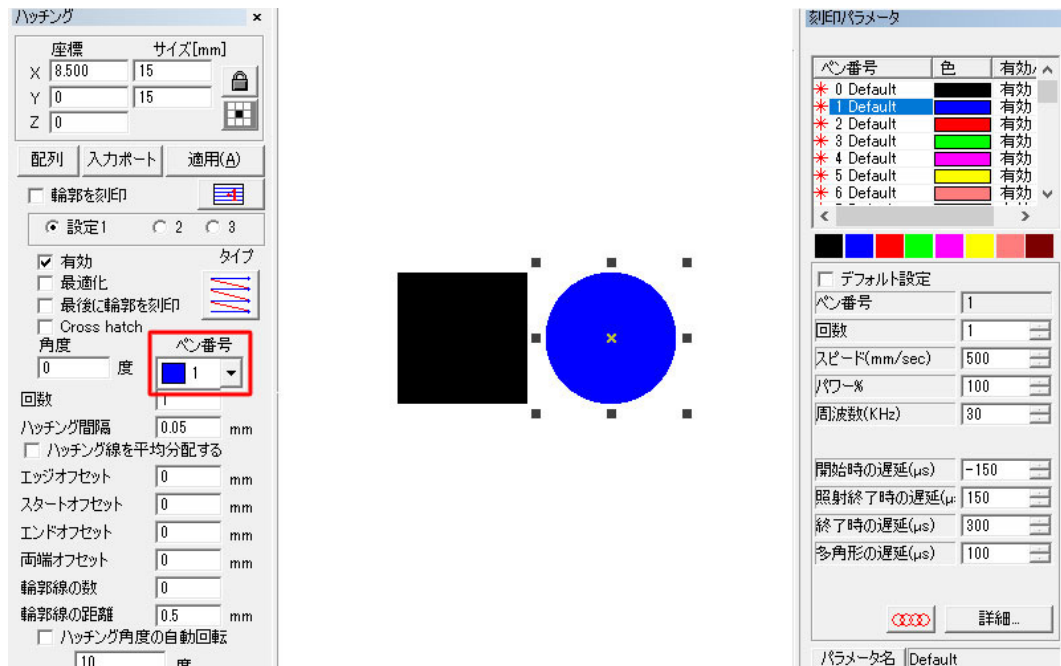 ハッチング ×
座標 サイズ[mm]
X 8.500 15
Y 0 15
Z 0
配列 入力ポート 適用(A)
輪郭を刻印
設定1 2 3
有効 タイプ
最適化
最後に輪郭を刻印
Cross hatch
角度 ペン番号
0 度 1
回数 1
ハッチング間隔 0.05 mm
ハッチング線を平均分配する
エッジオフセット 0 mm
スタートオフセット 0 mm
エンドオフセット 0 mm
両端オフセット 0 mm
輪郭線の数 0
輪郭線の距離 0.5 mm
ハッチング角度の自動回転
10 度
刻印パラメータ
ペン番号 色 有効
0 Default 有効
1 Default 有効
2 Default 有効
3 Default 有効
4 Default 有効
5 Default 有効
6 Default 有効
デフォルト設定
ペン番号 1
回数 1
スピード(mm/sec) 500
パワー% 100
周波数(KHz) 30
開始時の遅延(μs) -150
照射終了時の遅延(μ 150
終了時の遅延(μs) 300
多角形の遅延(μs) 100
詳細...
パラメータ名 Default